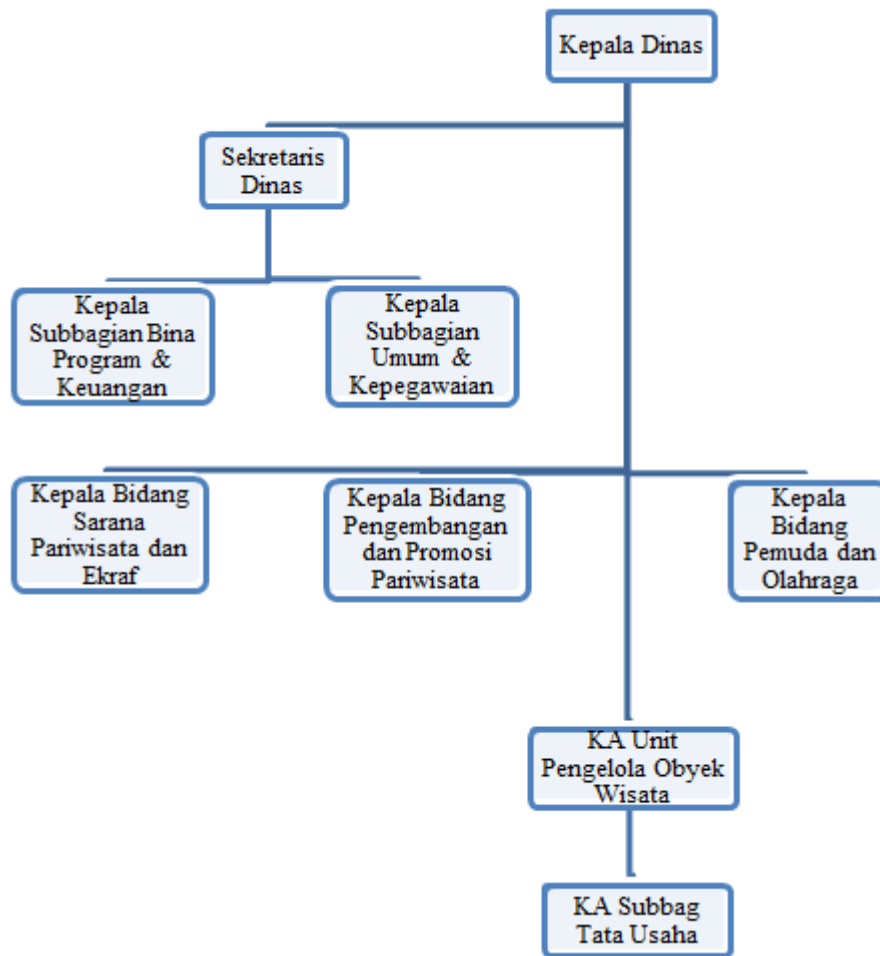 Kepala Dinas
Sekretaris
Dinas
Kepala
Subbagian Bina
Program &
Keuangan
Kepala
Subbagian
Umum &
Kepegawaian
Kepala Bidang
Sarana
Pariwisata dan
Ekraf
Kepala Bidang
Pengembangan
dan Promosi
Pariwisata
Kepala
Bidang
Pemuda dan
Olahraga
KA Unit
Pengelola Obyek
Wisata
KA Subbag
Tata Usaha